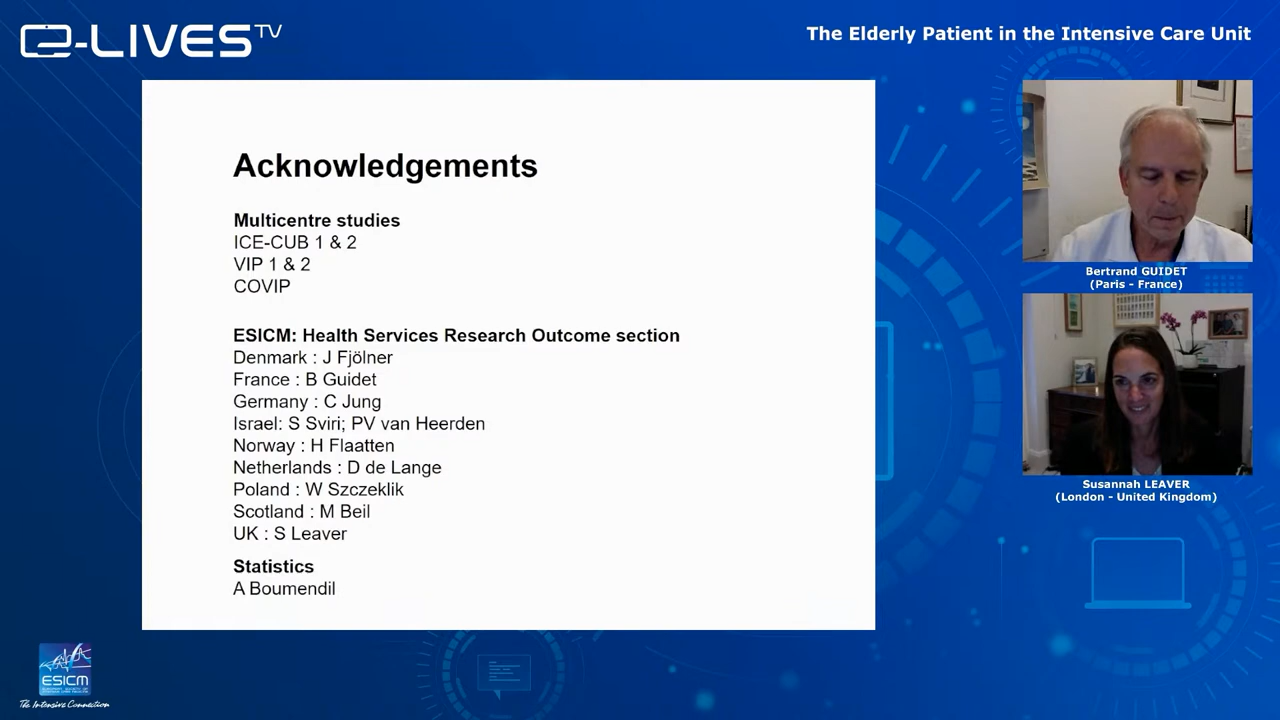 e-LIVES TV
The Elderly Patient in the Intensive Care Unit
Acknowledgements
Multicentre studies
ICE-CUB 1 & 2
VIP 1 & 2
COVIP
ESICM: Health Services Research Outcome section
Denmark : J Fjölner
France : B Guidet
Germany : C Jung
Israel: S Sviri; PV van Heerden
Norway : H Flaatten
Netherlands : D de Lange
Poland : W Szczeklik
Scotland : M Beil
UK : S Leaver
Statistics
A Boumendil
Bertrand GUIDET
(Paris - France)
Susannah LEAVER
(London - United Kingdom)
ESICM
The Intensive Connection